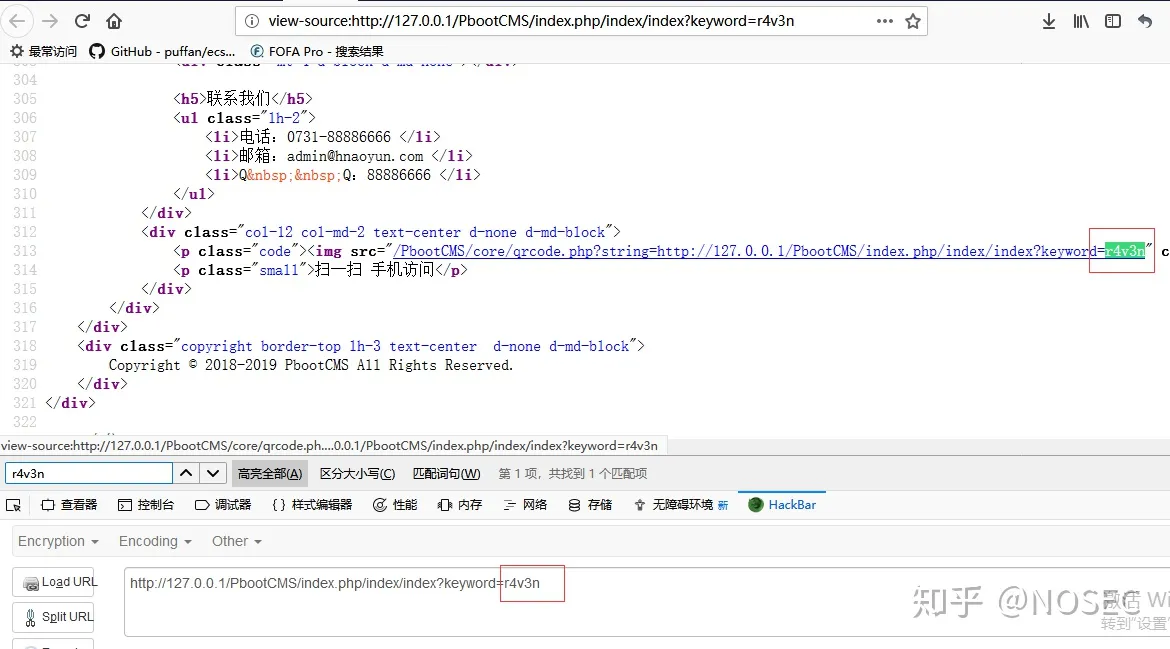 view-source:http://127.0.0.1/PbootCMS/index.php/index/index?keyword=r4v3n
最常访问 GitHub - puffan/ecs... FOFA Pro - 搜索结果
304
305 <h5>联系我们</h5>
306 <ul class="lh-2">
307 <li>电话：0731-88886666 </li>
308 <li>邮箱：admin@hnaoyun.com </li>
309 <li>Q&nbsp;&nbsp;Q：88886666 </li>
310 </ul>
311 </div>
312 <div class="col-12 col-md-2 text-center d-none d-md-block">
313 <p class="code"><img src="/PbootCMS/core/qrcode.php?string=http://127.0.0.1/PbootCMS/index.php/index/index?keyword=r4v3n" c
314 <p class="small">扫一扫 手机访问</p>
315 </div>
316 </div>
317 </div>
318 <div class="copyright border-top lh-3 text-center  d-none d-md-block">
319 Copyright © 2018-2019 PbootCMS All Rights Reserved.
320 </div>
321 </div>
322
view-source:http://127.0.0.1/PbootCMS/core/qrcode.ph....0.0.1/PbootCMS/index.php/index/index?keyword=r4v3n
r4v3n 高亮全部(A) 区分大小写(C) 匹配词句(W) 第 1 项，共找到 1 个匹配项
查看器 控制台 调试器 { } 样式编辑器 性能 内存 网络 存储 无障碍环境 新 HackBar
Encryption Encoding Other
Load URL http://127.0.0.1/PbootCMS/index.php/index/index?keyword=r4v3n
Split URL
知乎 @NOSEC
激活 Wi
转到"设置"